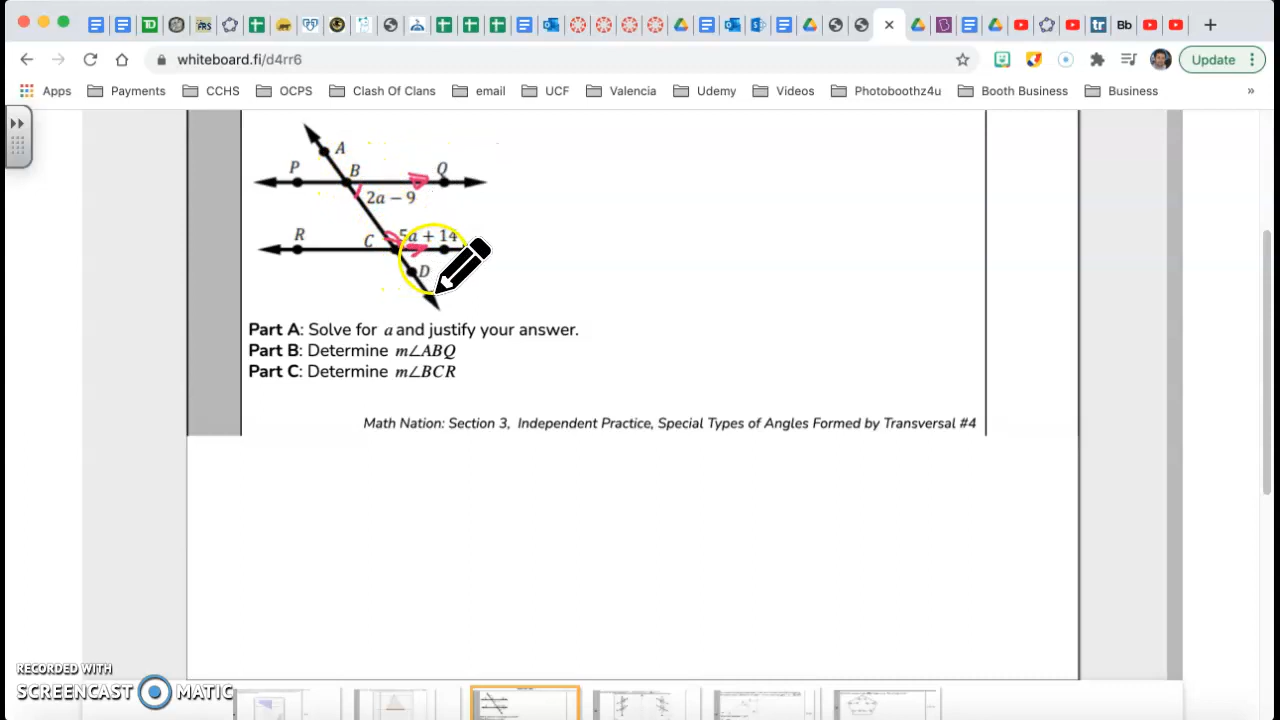 tr Bb
whiteboard.fi/d4rr6 Update
Apps Payments CCHS OCPS Clash Of Clans email UCF Valencia Udemy Videos Photoboothz4u Booth Business Business »
A
P B Q
2a − 9
R C 5a + 14
D
Part A: Solve for a and justify your answer.
Part B: Determine m∠ABQ
Part C: Determine m∠BCR
Math Nation: Section 3, Independent Practice, Special Types of Angles Formed by Transversal #4
RECORDED WITH
SCREENCAST MATIC